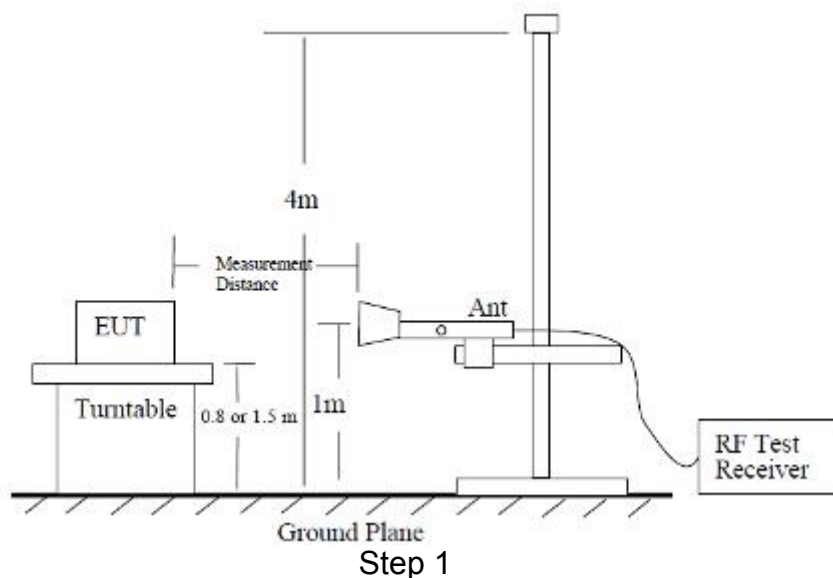 4m
Measurement
Distance
EUT
Ant
Turntable
0.8 or 1.5 m
1m
RF Test
Receiver
Ground Plane
Step 1